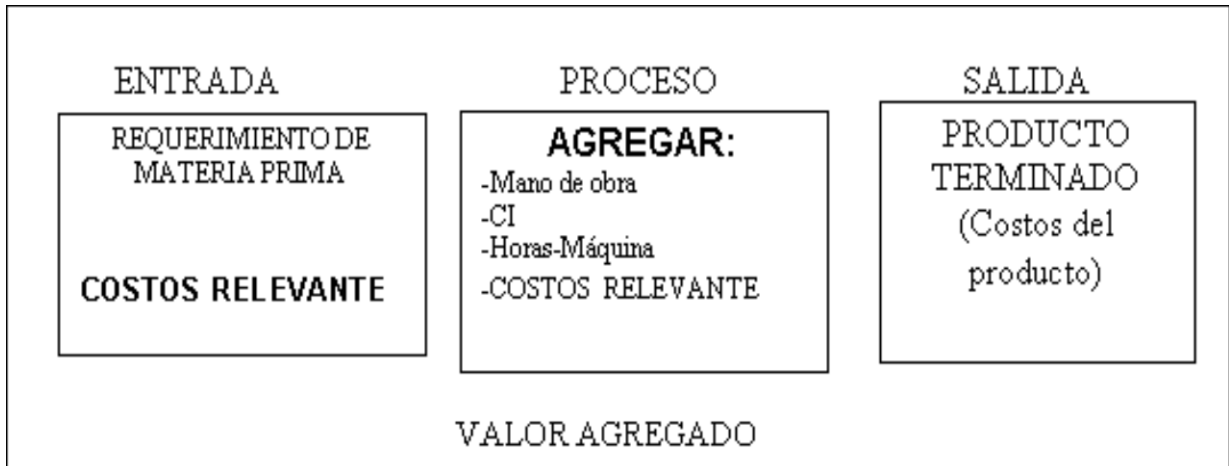 ENTRADA
REQUERIMIENTO DE
MATERIA PRIMA
COSTOS RELEVANTE
PROCESO
AGREGAR:
-Mano de obra
-CI
-Horas-Máquina
-COSTOS RELEVANTE
SALIDA
PRODUCTO
TERMINADO
(Costos del
producto)
VALOR AGREGADO